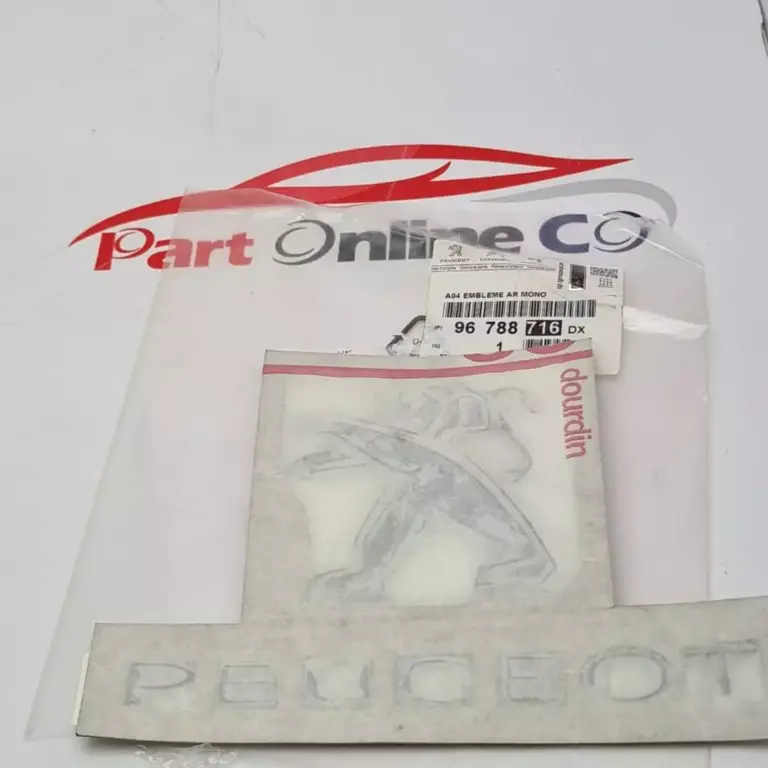 Part Online CO
PEUGEOT
A94 EMBLEME AR MONO
(P) 96 788 716 DX
1
dourdin
PEUGEOT